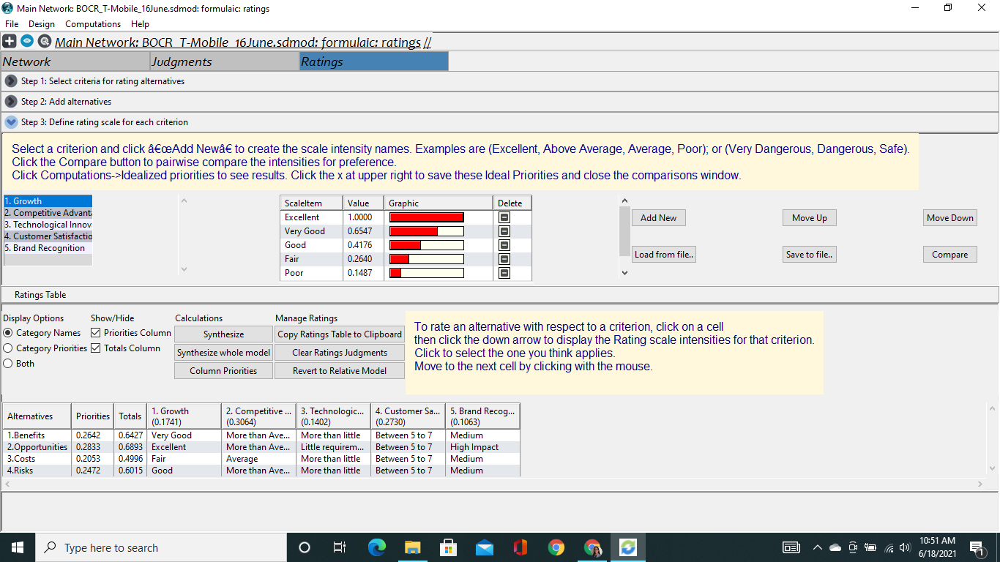 Main Network: BOCR_T-Mobile_16June.sdmod: formulaic: ratings
File Design Computations Help
Main Network: BOCR_T-Mobile_16June.sdmod: formulaic: ratings //
Network Judgments Ratings
Step 1: Select criteria for rating alternatives
Step 2: Add alternatives
Step 3: Define rating scale for each criterion
Select a criterion and click â€œAdd Newâ€ to create the scale intensity names. Examples are (Excellent, Above Average, Average, Poor); or (Very Dangerous, Dangerous, Safe).
Click the Compare button to pairwise compare the intensities for preference.
Click Computations->Idealized priorities to see results. Click the x at upper right to save these Ideal Priorities and close the comparisons window.
1. Growth
2. Competitive Advanta
3. Technological Innov
4. Customer Satisfactio
5. Brand Recognition
ScaleItem Value Graphic Delete
Excellent 1.0000
Very Good 0.6547
Good 0.4176
Fair 0.2640
Poor 0.1487
Add New Move Up Move Down
Load from file.. Save to file.. Compare
Ratings Table
Display Options Show/Hide Calculations Manage Ratings
Category Names Priorities Column Synthesize Copy Ratings Table to Clipboard
Category Priorities Totals Column Synthesize whole model Clear Ratings Judgments
Both Column Priorities Revert to Relative Model
To rate an alternative with respect to a criterion, click on a cell
then click the down arrow to display the Rating scale intensities for that criterion.
Click to select the one you think applies.
Move to the next cell by clicking with the mouse.
Alternatives Priorities Totals 1. Growth 2. Competitive ... 3. Technologic... 4. Customer Sa... 5. Brand Recog...
(0.1741) (0.3064) (0.1402) (0.2730) (0.1063)
1.Benefits 0.2642 0.6427 Very Good More than Ave... More than little Between 5 to 7 Medium
2.Opportunities 0.2833 0.6893 Excellent More than Ave... Little requirem... Between 5 to 7 High Impact
3.Costs 0.2053 0.4996 Fair Average More than little Between 5 to 7 Medium
4.Risks 0.2472 0.6015 Good More than Ave... More than little Between 5 to 7 Medium
Type here to search
10:51 AM
6/18/2021
1